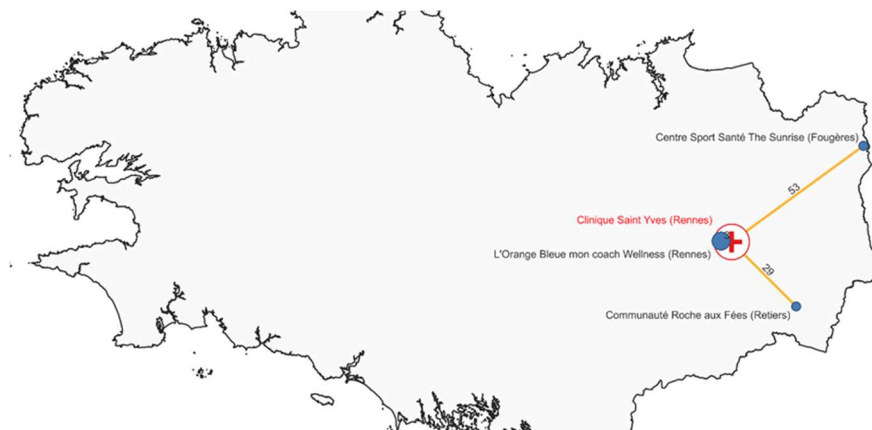 Centre Sport Santé The Sunrise (Fougères)
53
Clinique Saint Yves (Rennes)
L'Orange Bleue mon coach Wellness (Rennes)
29
Communauté Roche aux Fées (Retiers)